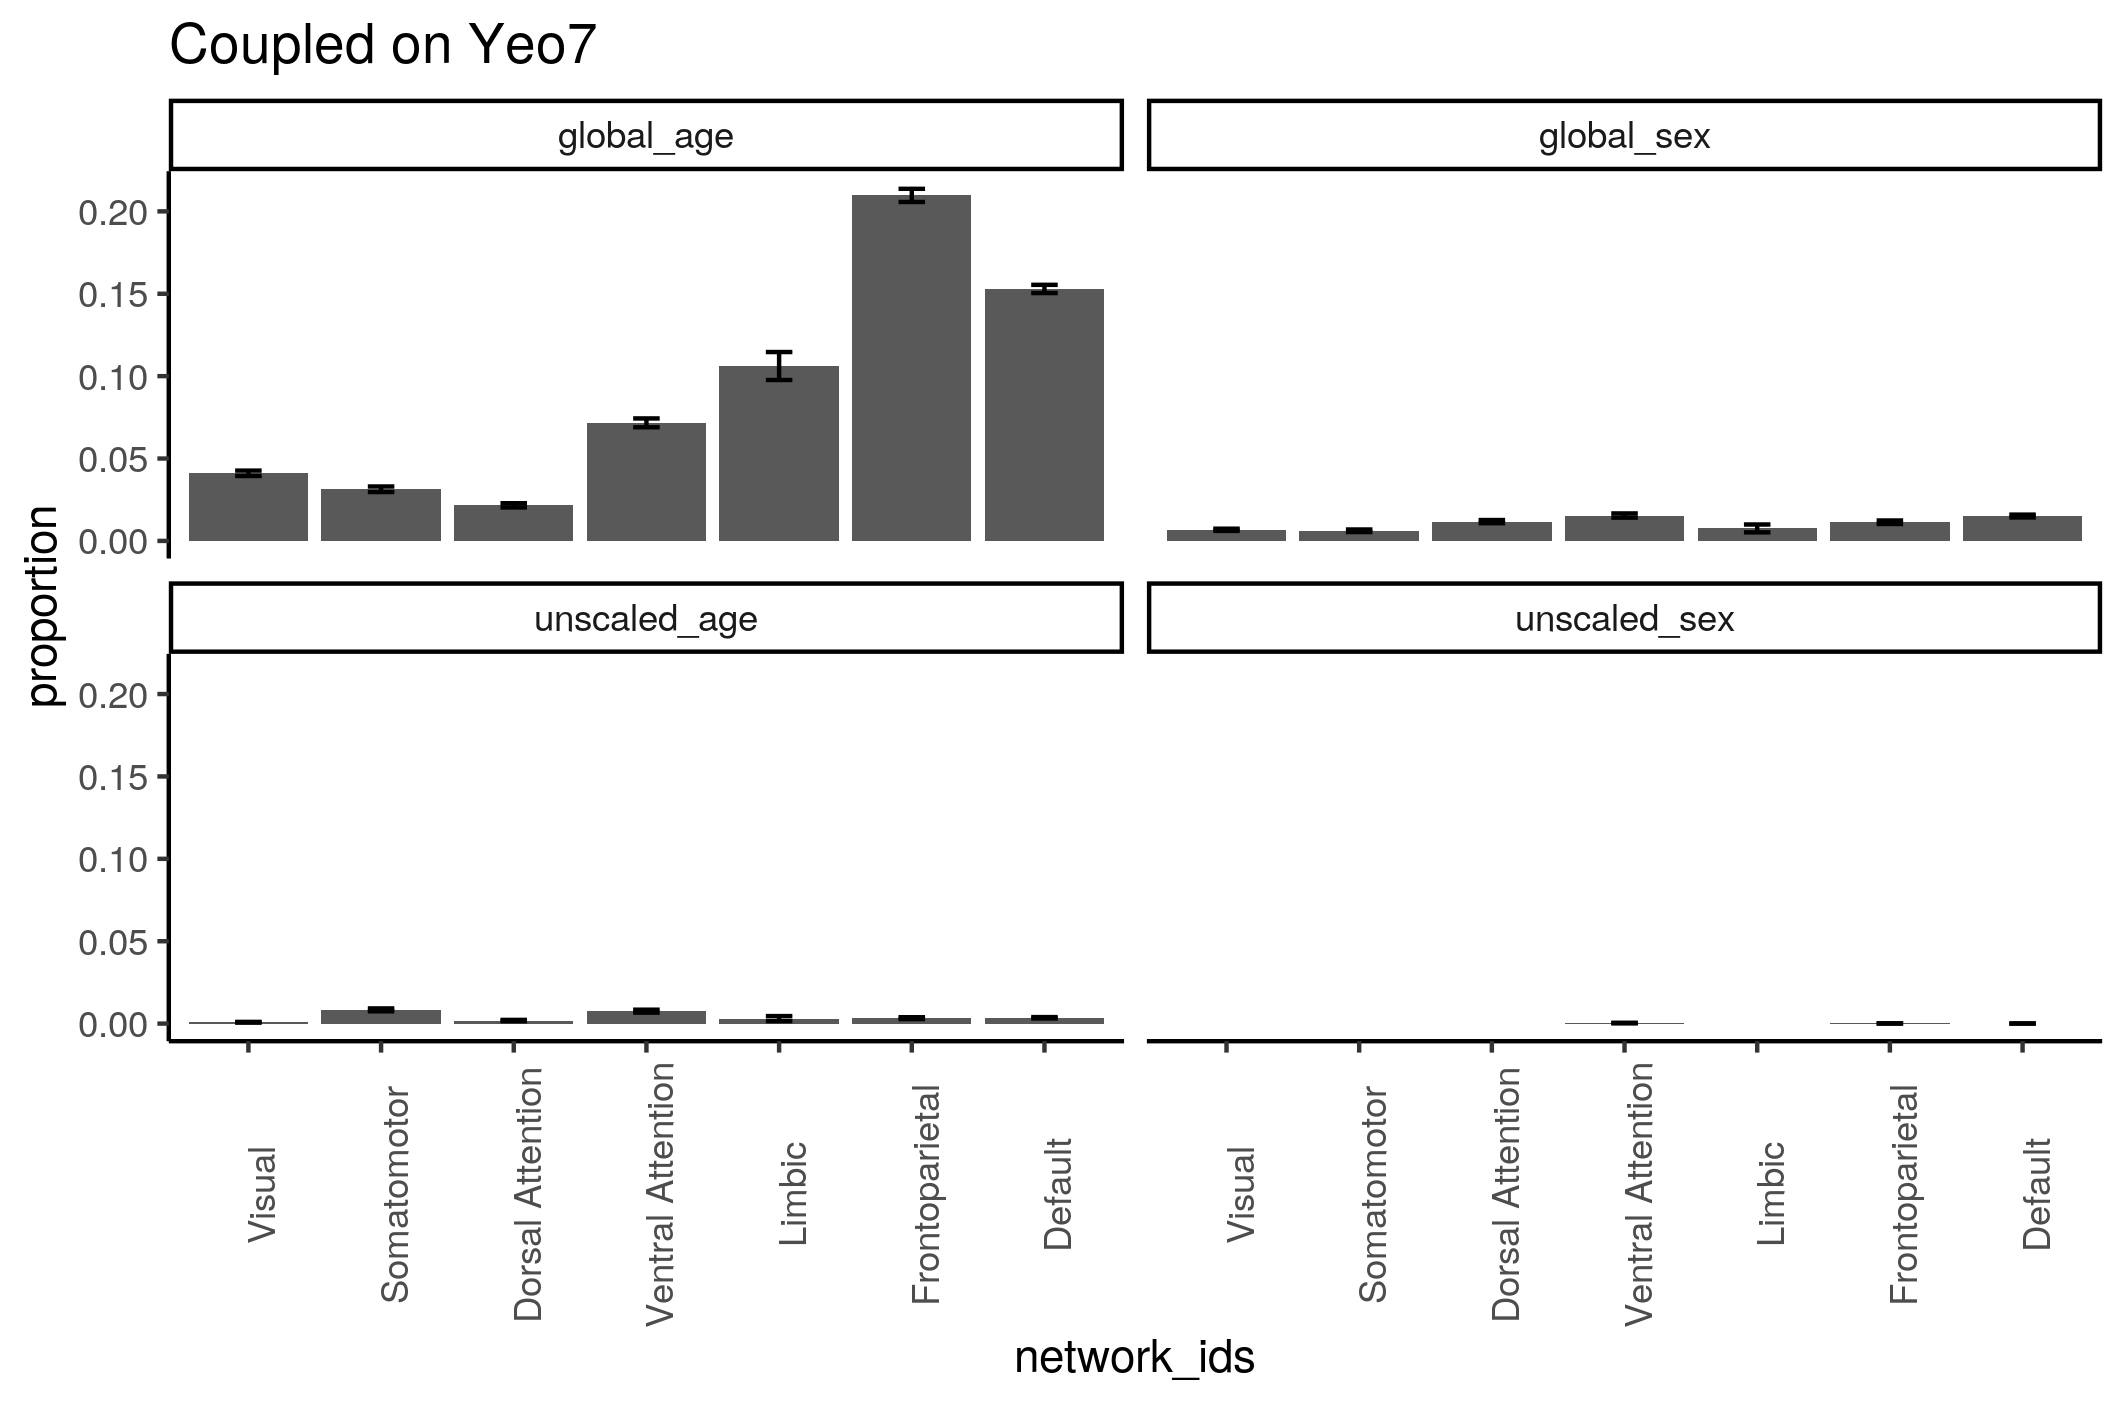 Coupled on Yeo7
global_age
global_sex
0.20
0.15
0.10
0.05
0.00
unscaled_age
unscaled_sex
0.20
0.15
0.10
0.05
0.00
proportion
Visual
Somatomotor
Dorsal Attention
Ventral Attention
Limbic
Frontoparietal
Default
Visual
Somatomotor
Dorsal Attention
Ventral Attention
Limbic
Frontoparietal
Default
network_ids